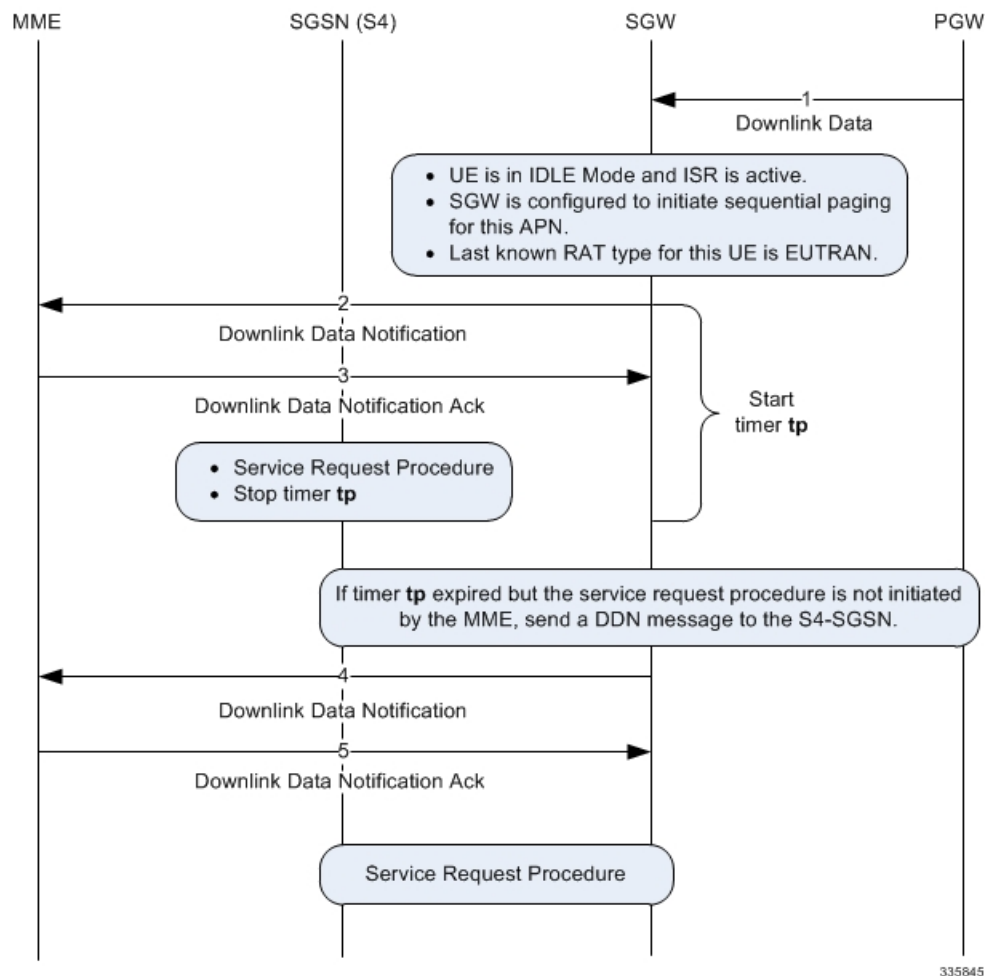 MME
SGSN (S4)
SGW
PGW
1
Downlink Data
• UE is in IDLE Mode and ISR is active.
• SGW is configured to initiate sequential paging
for this APN.
• Last known RAT type for this UE is EUTRAN.
2
Downlink Data Notification
3
Downlink Data Notification Ack
Start
timer tp
• Service Request Procedure
• Stop timer tp
If timer tp expired but the service request procedure is not initiated
by the MME, send a DDN message to the S4-SGSN.
4
Downlink Data Notification
5
Downlink Data Notification Ack
Service Request Procedure
335845